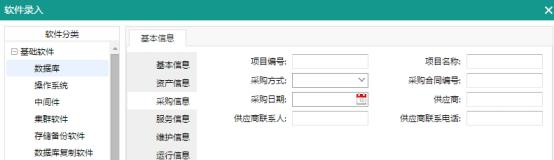 软件录入
软件分类
基础软件
数据库
操作系统
中间件
集群软件
存储备份软件
数据库复制软件
基本信息
基本信息
资产信息
采购信息
服务信息
维护信息
运行信息
项目编号:
项目名称:
采购方式:
采购合同编号:
采购日期:
供应商:
供应商联系人:
供应商联系电话: